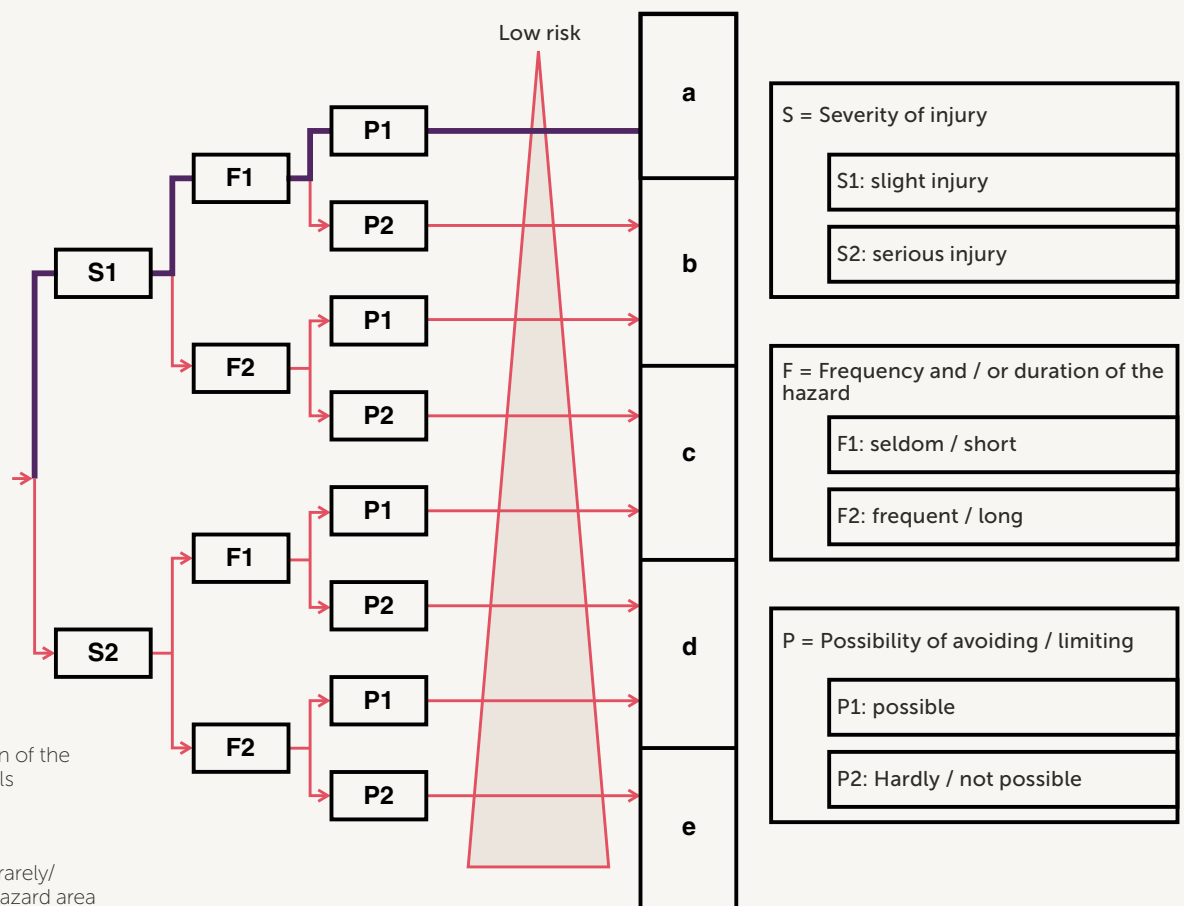 Low risk
a
P1
F1
P2
b
S1
P1
F2
P2
c
P1
F1
P2
d
S2
P1
F2
P2
e
S = Severity of injury
S1: slight injury
S2: serious injury
F = Frequency and / or duration of the
hazard
F1: seldom / short
F2: frequent / long
P = Possibility of avoiding / limiting
P1: possible
P2: Hardly / not possible
n of the
ls
rarely/
azard area